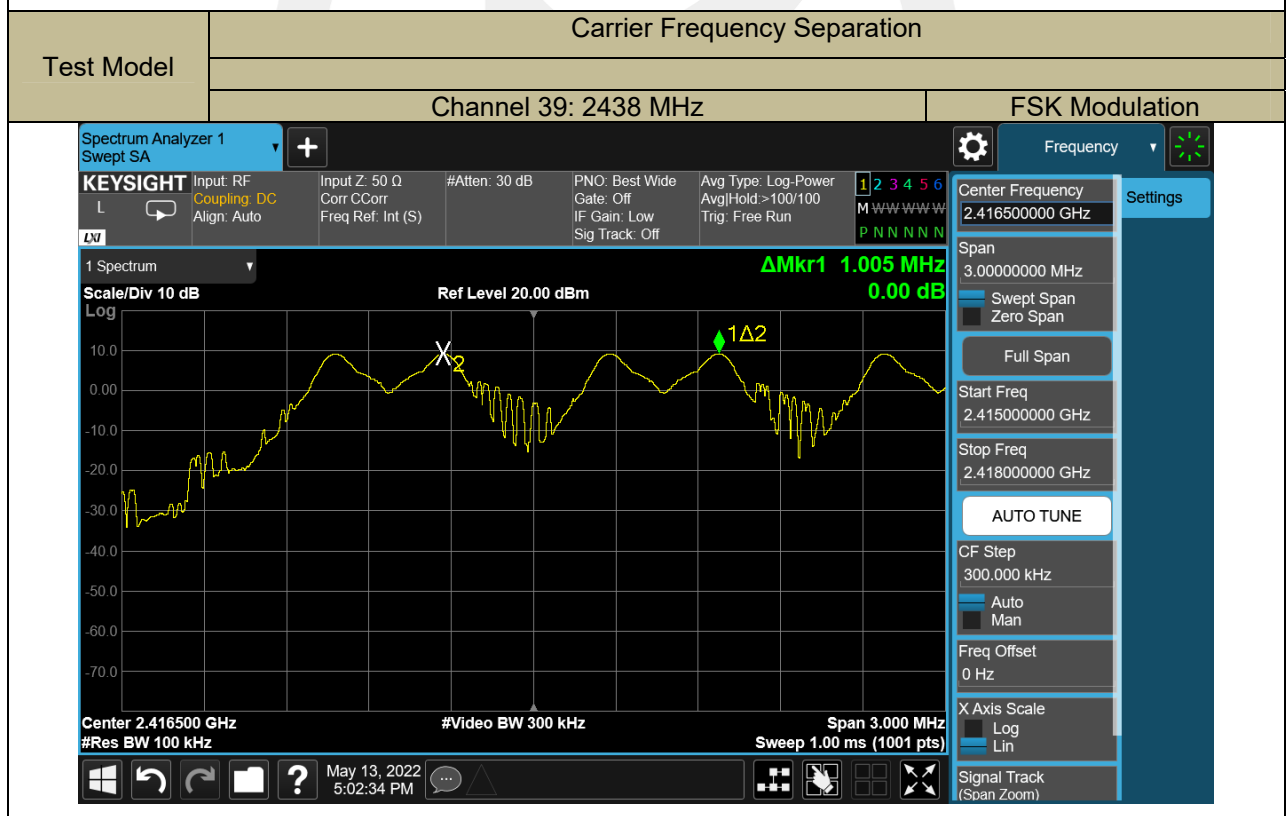 Carrier Frequency Separation
Test Model
Channel 39: 2438 MHz
FSK Modulation
Spectrum Analyzer 1
Swept SA
Frequency
KEYSIGHT
L
LXI
Input: RF
Coupling: DC
Align: Auto
Input Z: 50 Ω
Corr CCorr
Freq Ref: Int (S)
#Atten: 30 dB
PNO: Best Wide
Gate: Off
IF Gain: Low
Sig Track: Off
Avg Type: Log-Power
Avg|Hold:>100/100
Trig: Free Run
1 2 3 4 5 6
M W W W W W
P N N N N N
Center Frequency
2.416500000 GHz
Settings
1 Spectrum
ΔMkr1 1.005 MHz
Scale/Div 10 dB
Ref Level 20.00 dBm
0.00 dB
Log
10.0
0.00
-10.0
-20.0
-30.0
-40.0
-50.0
-60.0
-70.0
X2
1Δ2
Span
3.00000000 MHz
Swept Span
Zero Span
Full Span
Start Freq
2.415000000 GHz
Stop Freq
2.418000000 GHz
AUTO TUNE
CF Step
300.000 kHz
Auto
Man
Freq Offset
0 Hz
X Axis Scale
Log
Lin
Signal Track
(Span Zoom)
Center 2.416500 GHz
#Video BW 300 kHz
Span 3.000 MHz
#Res BW 100 kHz
Sweep 1.00 ms (1001 pts)
May 13, 2022
5:02:34 PM